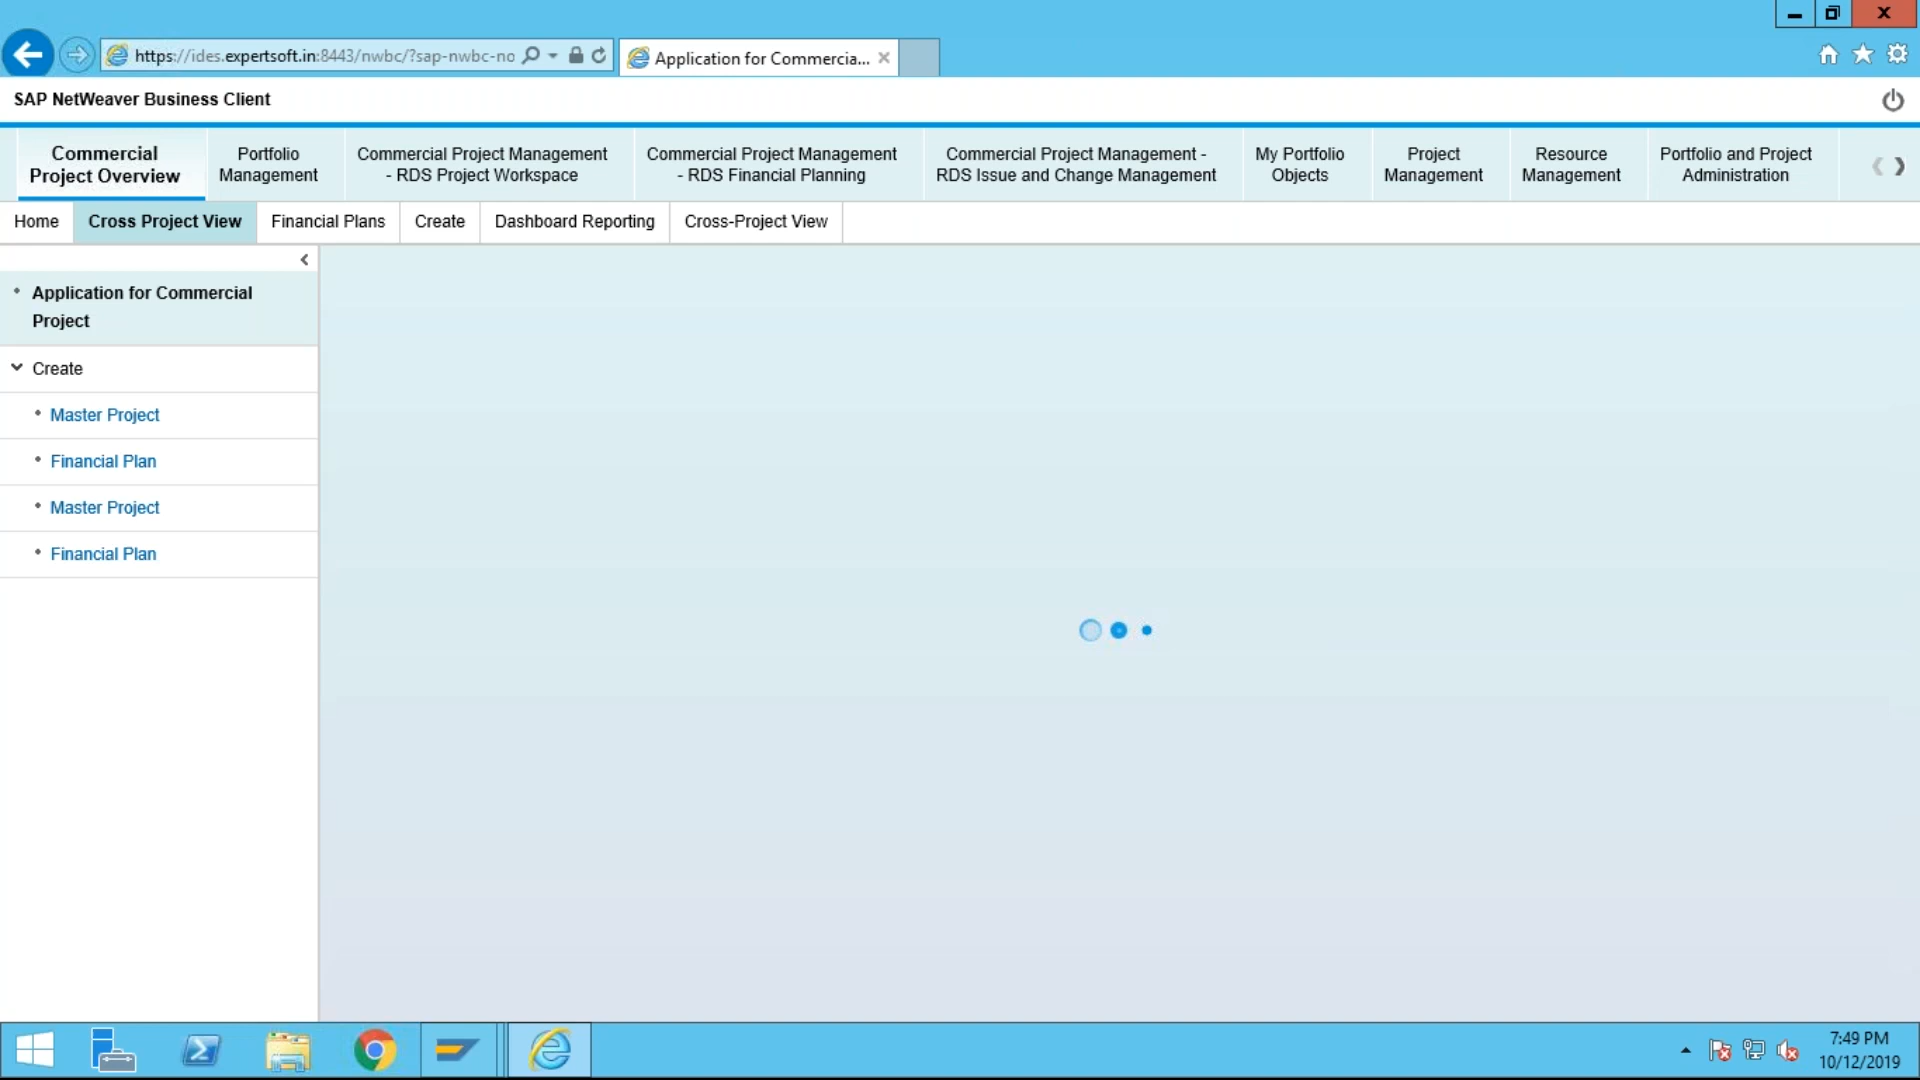 https://ides.expertsoft.in:8443/nwbc/?sap-nwbc-no
Application for Commercia...
SAP NetWeaver Business Client
Commercial
Project Overview
Portfolio
Management
Commercial Project Management
- RDS Project Workspace
Commercial Project Management
- RDS Financial Planning
Commercial Project Management -
RDS Issue and Change Management
My Portfolio
Objects
Project
Management
Resource
Management
Portfolio and Project
Administration
Home
Cross Project View
Financial Plans
Create
Dashboard Reporting
Cross-Project View
Application for Commercial
Project
Create
Master Project
Financial Plan
Master Project
Financial Plan
7:49 PM
10/12/2019